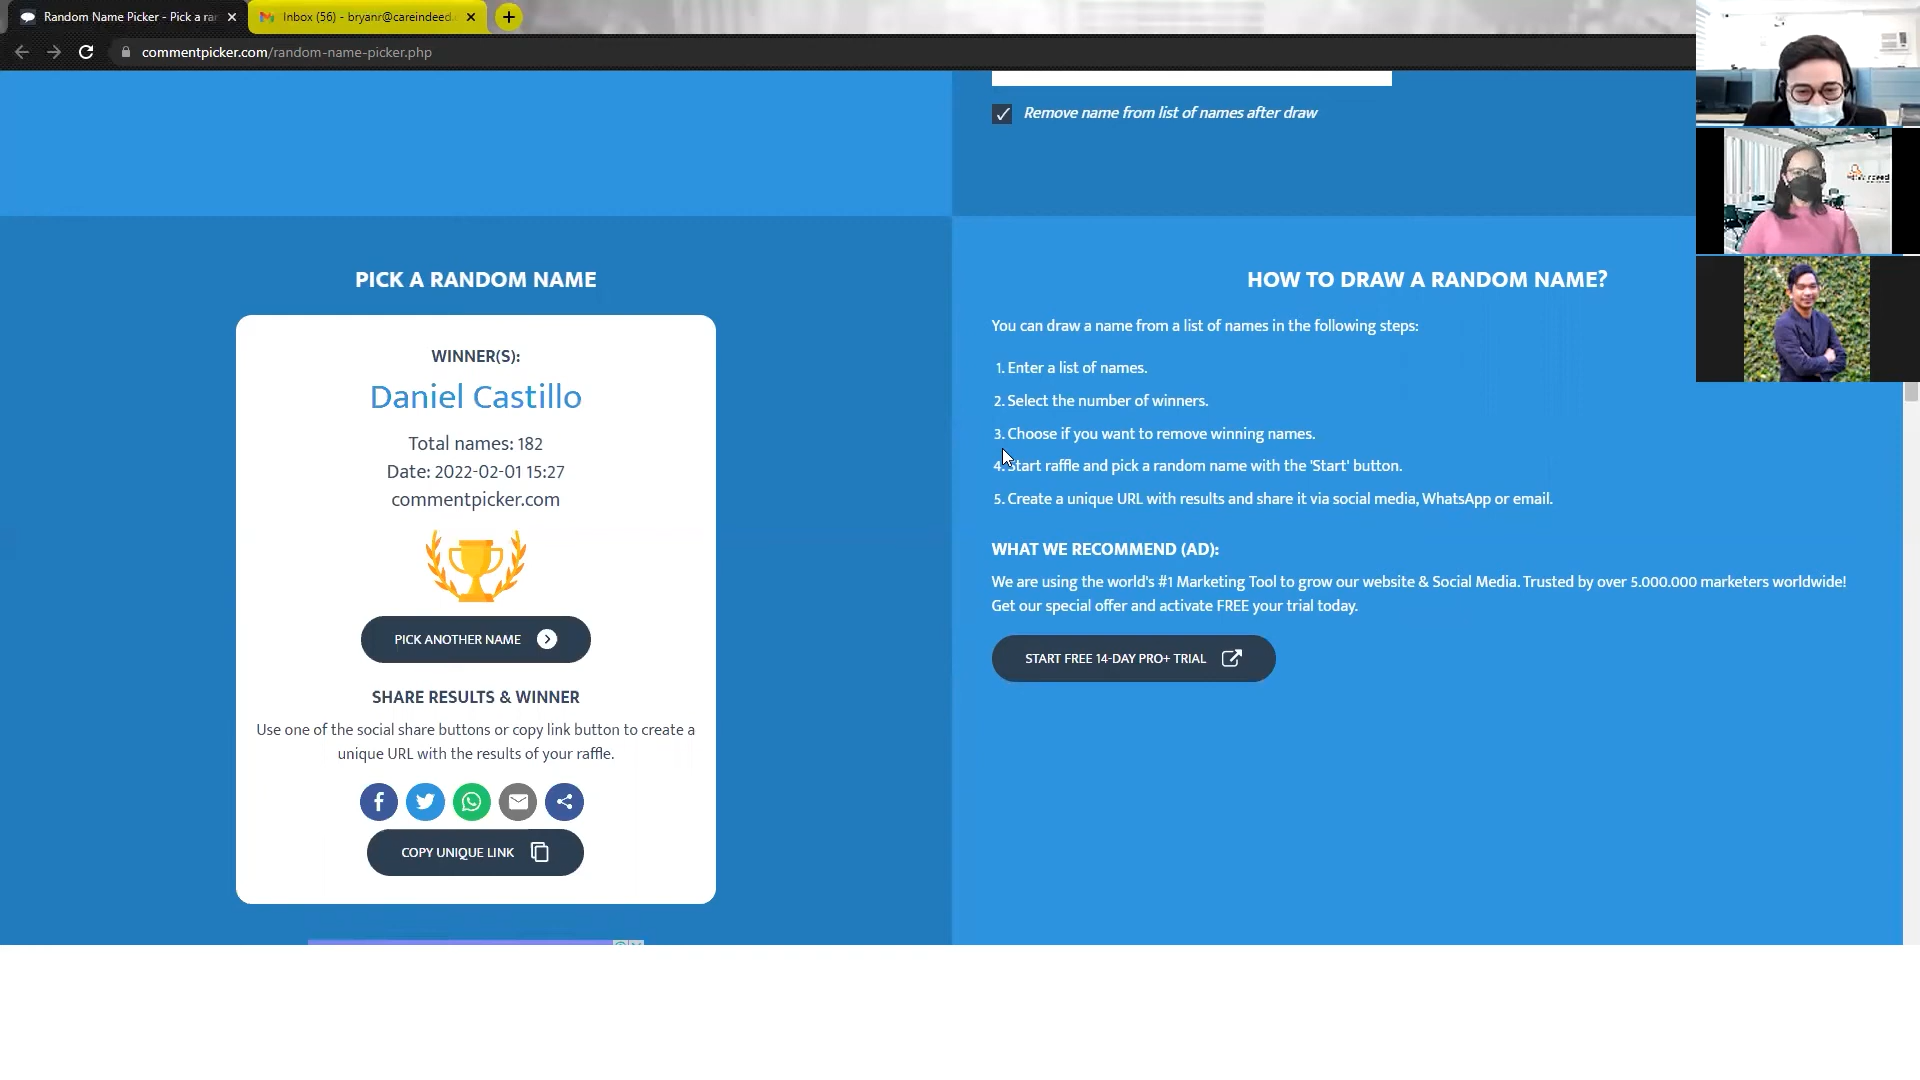 Random Name Picker - Pick a ra
Inbox (56) - bryanr@careindeed.
commentpicker.com/random-name-picker.php
Remove name from list of names after draw
PICK A RANDOM NAME
WINNER(S):
Daniel Castillo
Total names: 182
Date: 2022-02-01 15:27
commentpicker.com
PICK ANOTHER NAME
SHARE RESULTS & WINNER
Use one of the social share buttons or copy link button to create a
unique URL with the results of your raffle.
COPY UNIQUE LINK
HOW TO DRAW A RANDOM NAME?
You can draw a name from a list of names in the following steps:
1. Enter a list of names.
2. Select the number of winners.
3. Choose if you want to remove winning names.
4. Start raffle and pick a random name with the 'Start' button.
5. Create a unique URL with results and share it via social media, WhatsApp or email.
WHAT WE RECOMMEND (AD):
We are using the world's #1 Marketing Tool to grow our website & Social Media. Trusted by over 5.000.000 marketers worldwide!
Get our special offer and activate FREE your trial today.
START FREE 14-DAY PRO+ TRIAL